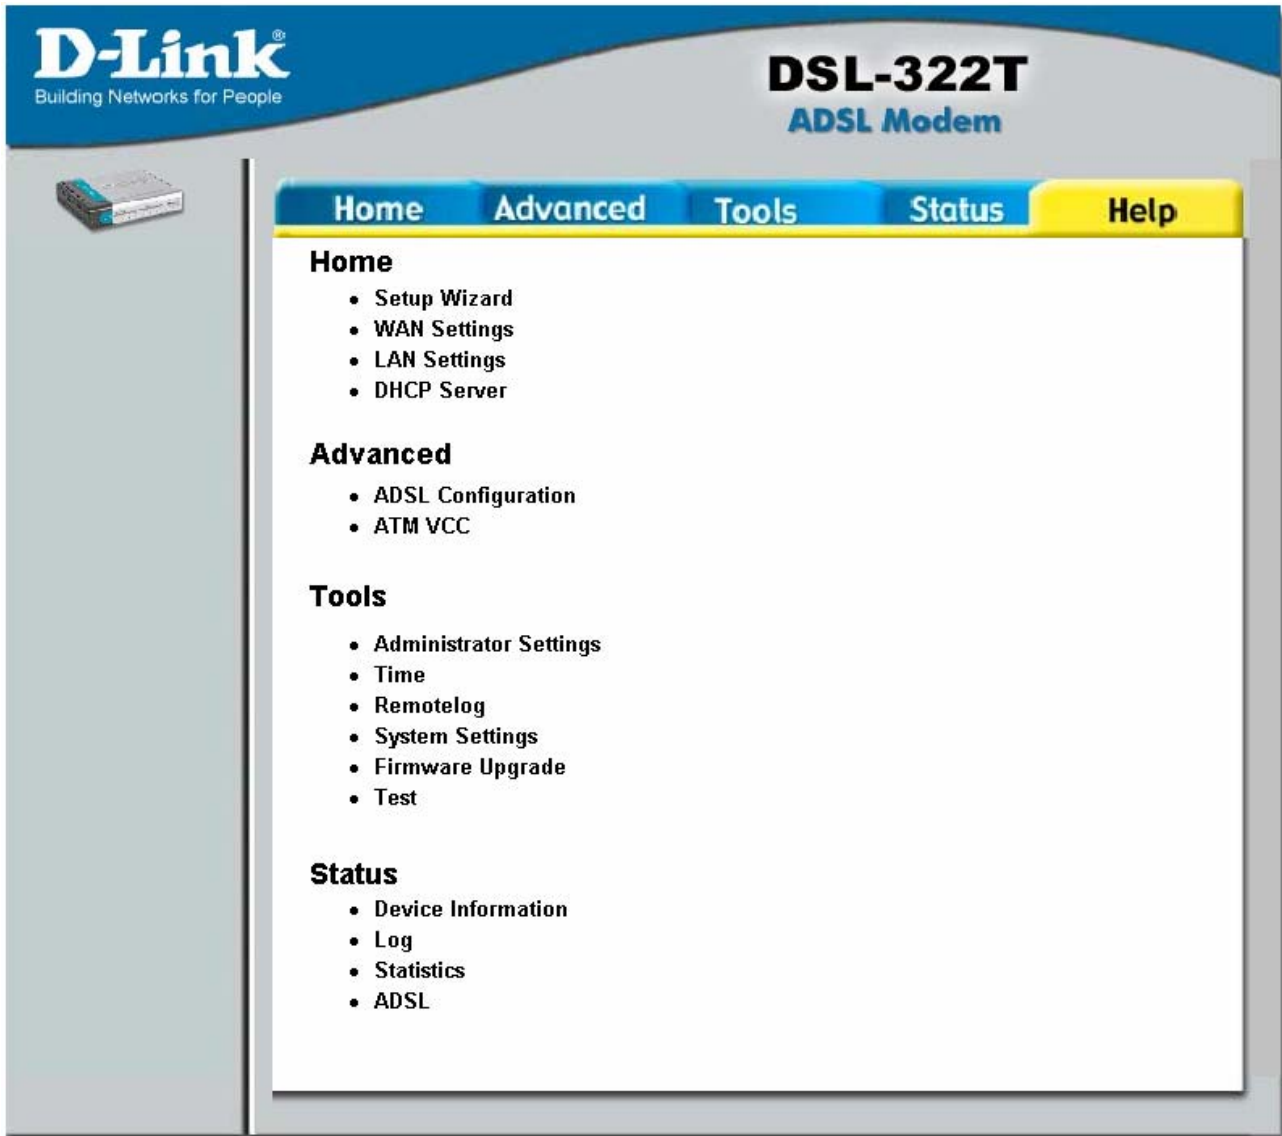 D-Link®
Building Networks for People
DSL-322T
ADSL Modem
Home Advanced Tools Status Help
Home
• Setup Wizard
• WAN Settings
• LAN Settings
• DHCP Server
Advanced
• ADSL Configuration
• ATM VCC
Tools
• Administrator Settings
• Time
• Remotelog
• System Settings
• Firmware Upgrade
• Test
Status
• Device Information
• Log
• Statistics
• ADSL